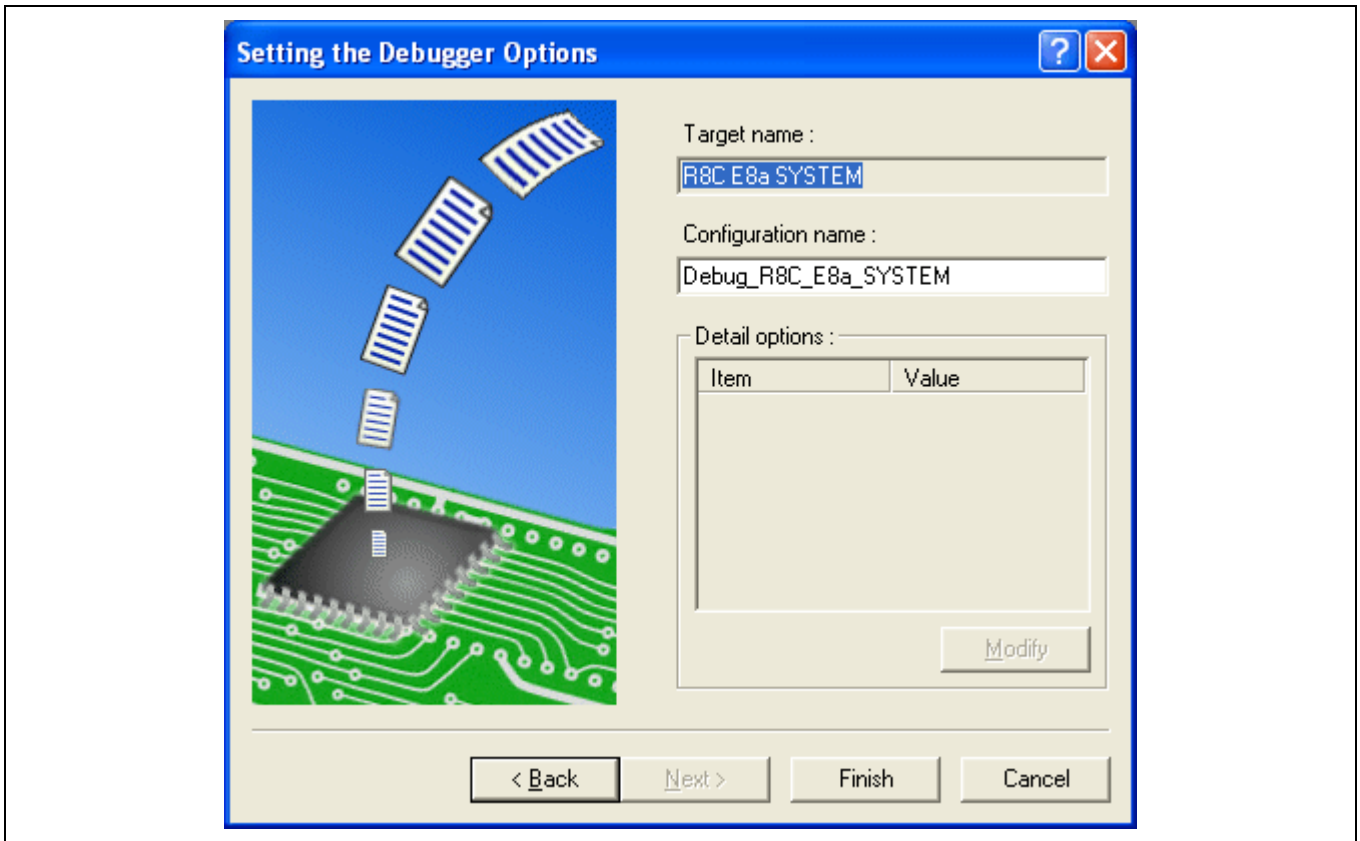 Setting the Debugger Options
Target name :
R8C E8a SYSTEM
Configuration name :
Debug_R8C_E8a_SYSTEM
Detail options :
Item Value
Modify
< Back Next > Finish Cancel